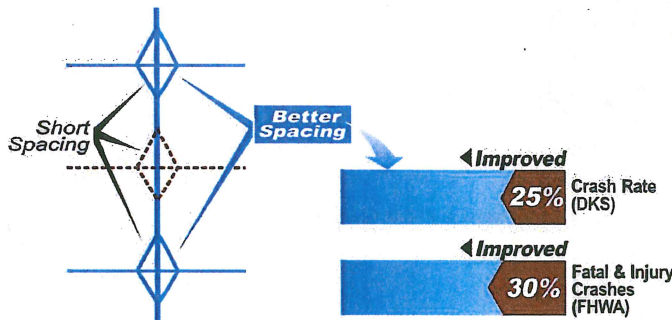 Short
Spacing
Better
Spacing
Improved
25%
Crash Rate
(DKS)
Improved
30%
Fatal & Injury
Crashes
(FHWA)